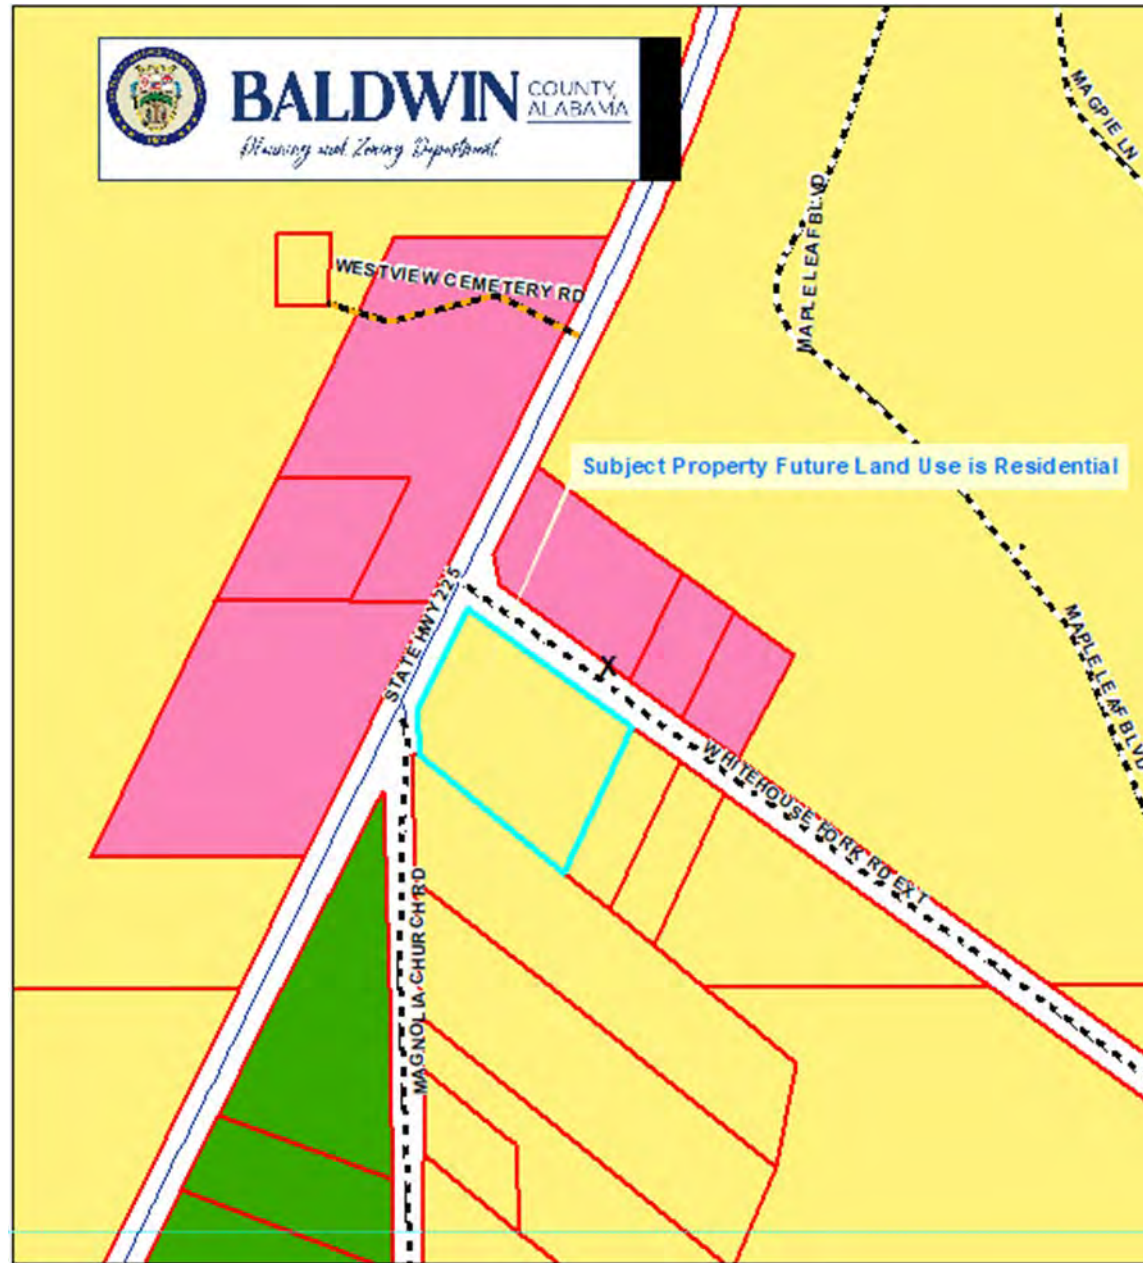 BALDWIN
COUNTY,
ALABAMA
Planning and Zoning Department
MAGPIE LN
MAPLE LEAF BLVD
WESTVIEW CEMETERY RD
Subject Property Future Land Use is Residential
STATE HWY 225
X
MAPLE LEAF BLVD
WHITEHOUSE FORK RD EXT
MAGNOLIA CHURCH RD